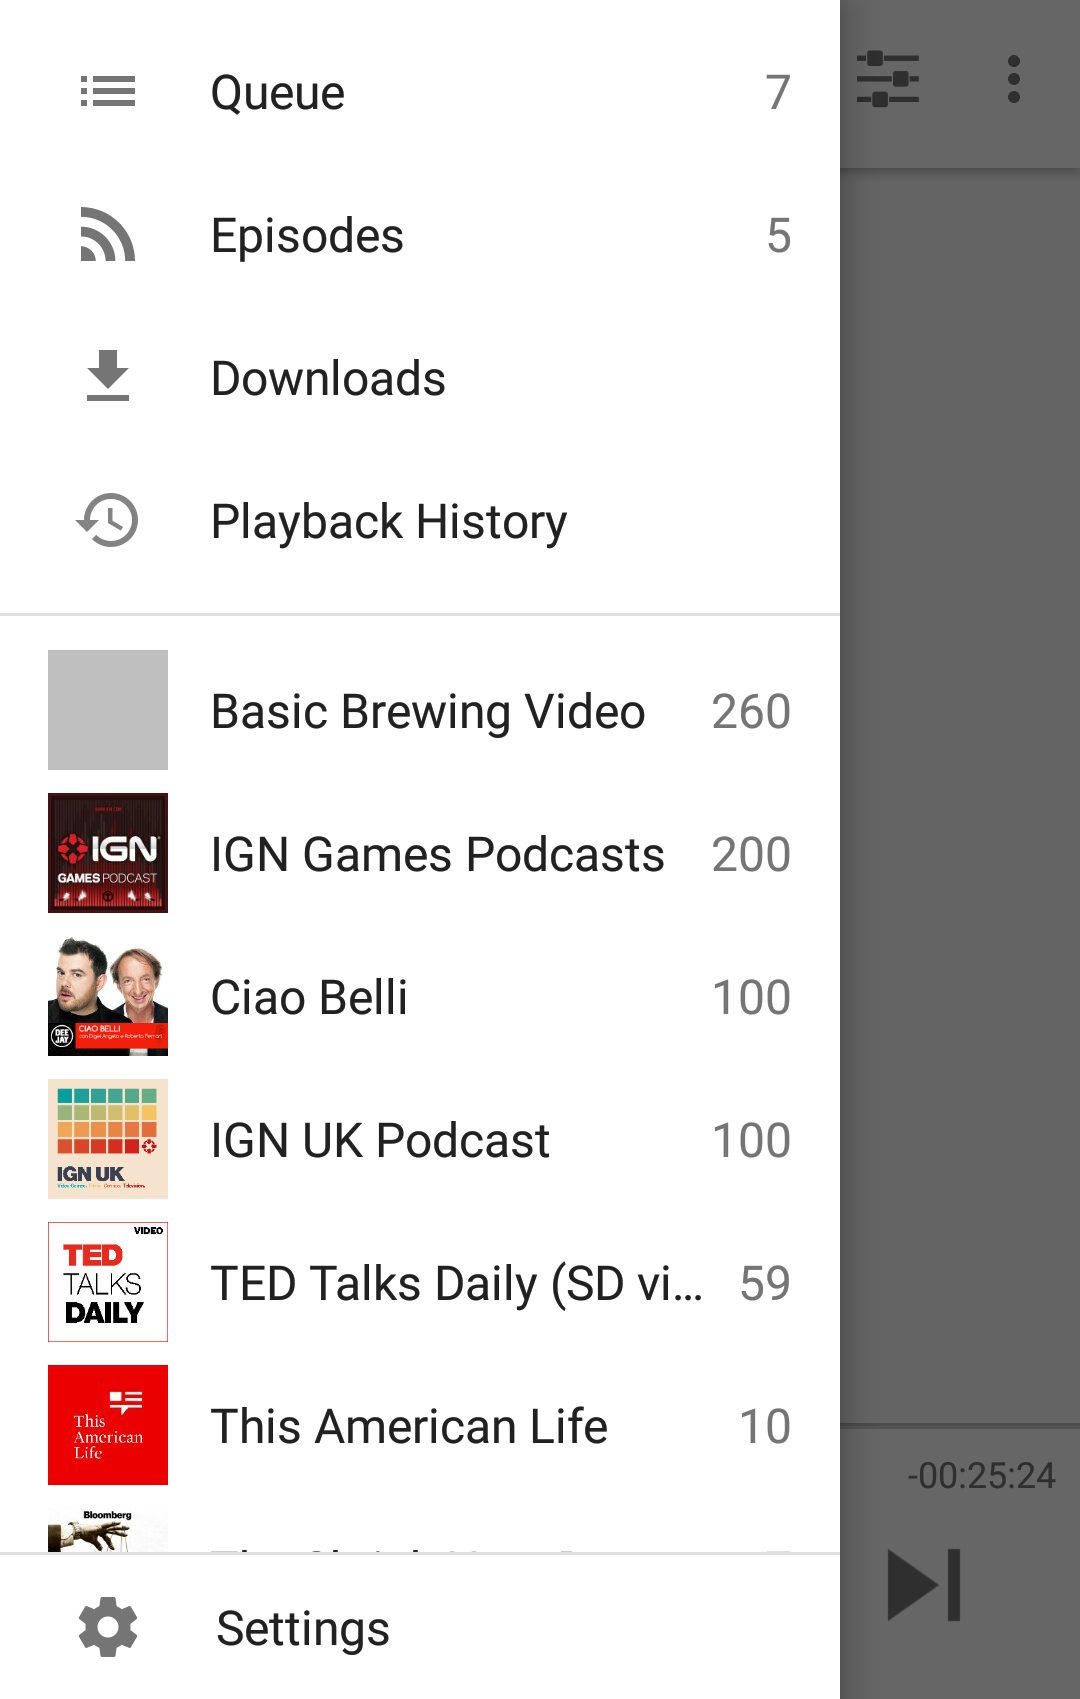 Queue 7
Episodes 5
Downloads
Playback History
Basic Brewing Video 260
IGN
GAMES PODCAST
IGN Games Podcasts 200
DEE JAY
CIAO BELLI
Ciao Belli 100
IGN UK
IGN UK Podcast 100
VIDEO
TED
TALKS
DAILY
TED Talks Daily (SD vi... 59
This
American
Life
This American Life 10
-00:25:24
Bloomberg
Settings